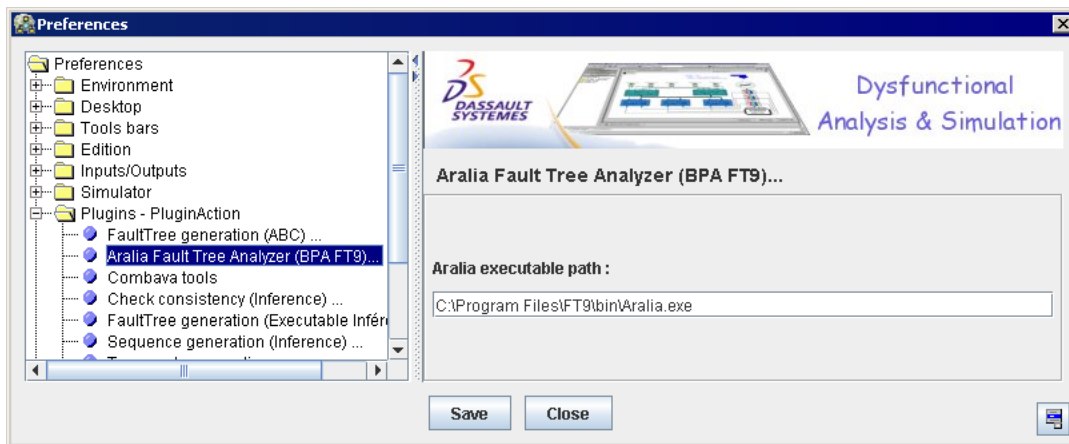 Preferences
Preferences
Environment
Desktop
Tools bars
Edition
Inputs/Outputs
Simulator
Plugins - PluginAction
FaultTree generation (ABC) ...
Aralia Fault Tree Analyzer (BPA FT9)...
Combava tools
Check consistency (Inference) ...
FaultTree generation (Executable Infér
Sequence generation (Inference) ...
DASSAULT
SYSTEMES
Dysfunctional
Analysis & Simulation
Aralia Fault Tree Analyzer (BPA FT9)...
Aralia executable path :
C:\Program Files\FT9\bin\Aralia.exe
Save
Close